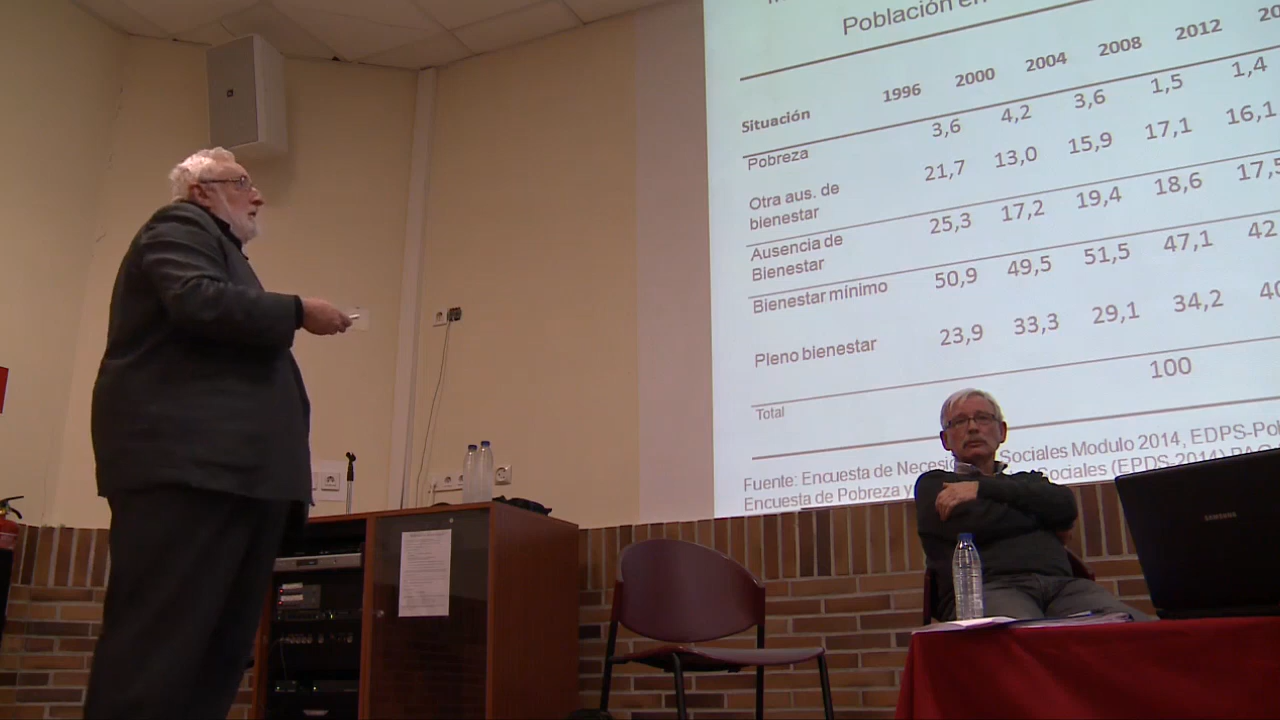 Población en
Situación 1996 2000 2004 2008 2012
Pobreza 3,6 4,2 3,6 1,5 1,4
Otra aus. de
bienestar 21,7 13,0 15,9 17,1 16,1
Ausencia de
Bienestar 25,3 17,2 19,4 18,6 17,5
Bienestar mínimo 50,9 49,5 51,5 47,1 42
Pleno bienestar 23,9 33,3 29,1 34,2 40
Total 100
Fuente: Encuesta de Sociales Modulo 2014,
Encuesta de Pobreza y Sociales (EPDS-2014)
SAMSUNG